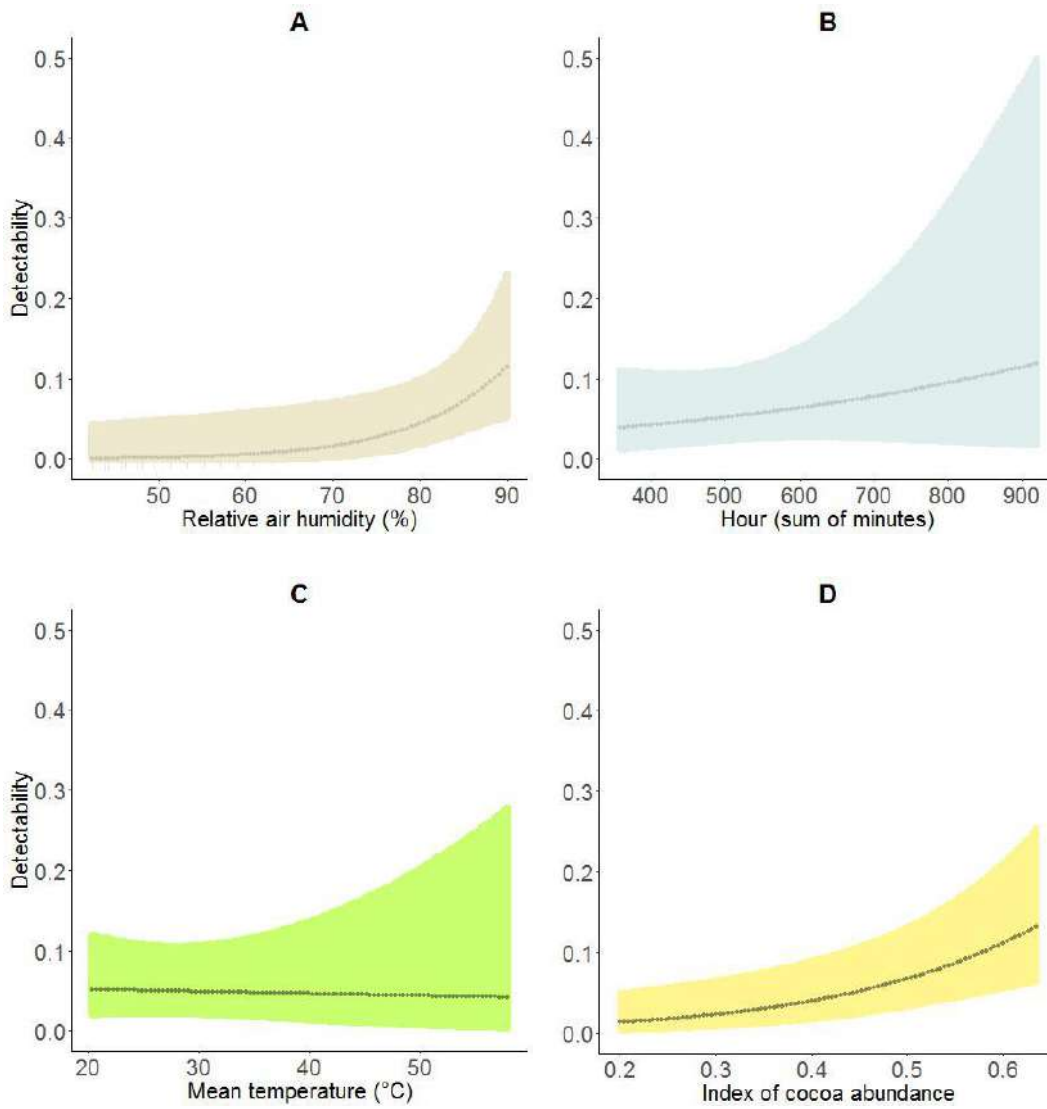 A
B
0.5
0.4
0.3
0.2
0.1
0.0
Detectability
50 60 70 80 90
Relative air humidity (%)
0.5
0.4
0.3
0.2
0.1
0.0
400 500 600 700 800 900
Hour (sum of minutes)
C
D
0.5
0.4
0.3
0.2
0.1
0.0
Detectability
20 30 40 50
Mean temperature (°C)
0.5
0.4
0.3
0.2
0.1
0.0
0.2 0.3 0.4 0.5 0.6
Index of cocoa abundance